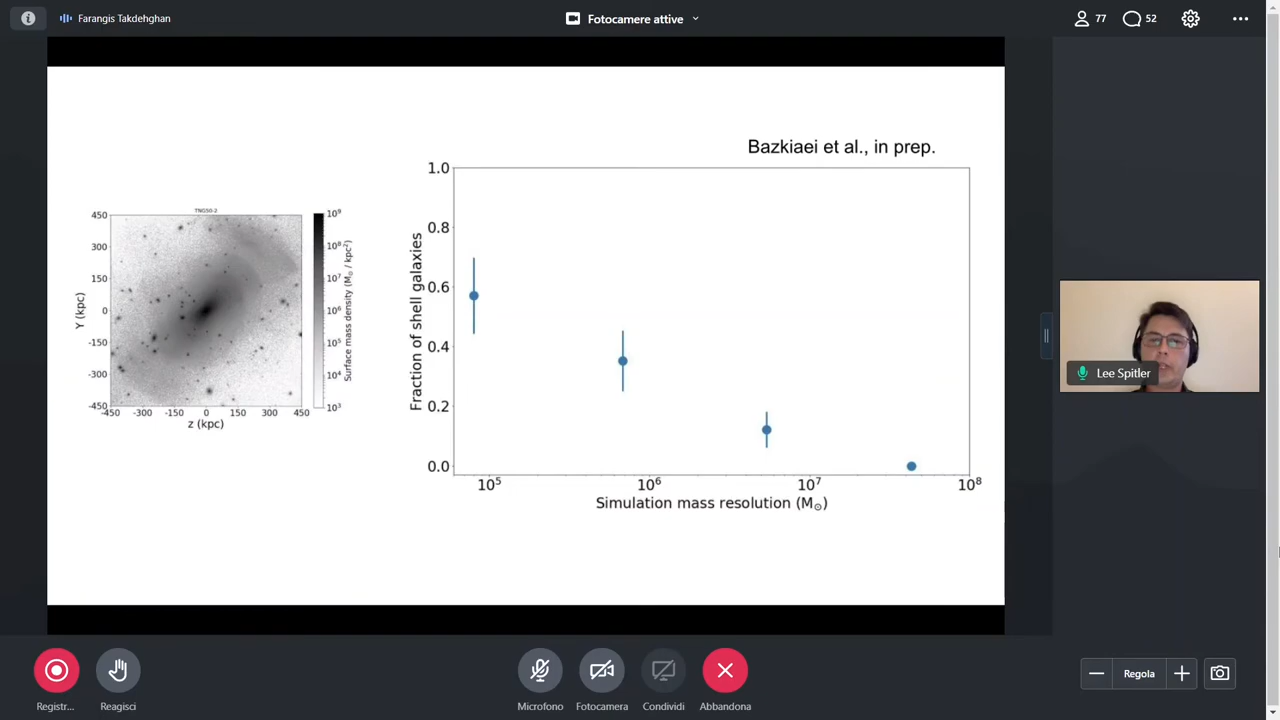 Farangis Takdehghan
Fotocamere attive
77
52
Bazkiaei et al., in prep.
TNG50-2
450
300
150
0
-150
-300
-450
Y (kpc)
-450 -300 -150 0 150 300 450
z (kpc)
10⁹
10⁸
10⁷
10⁶
10⁵
10⁴
10³
Surface mass density (M⊙ / kpc²)
1.0
0.8
0.6
0.4
0.2
0.0
Fraction of shell galaxies
10⁵ 10⁶ 10⁷ 10⁸
Simulation mass resolution (M⊙)
Lee Spitler
Registr...
Reagisci
Microfono
Fotocamera
Condividi
Abbandona
Regola